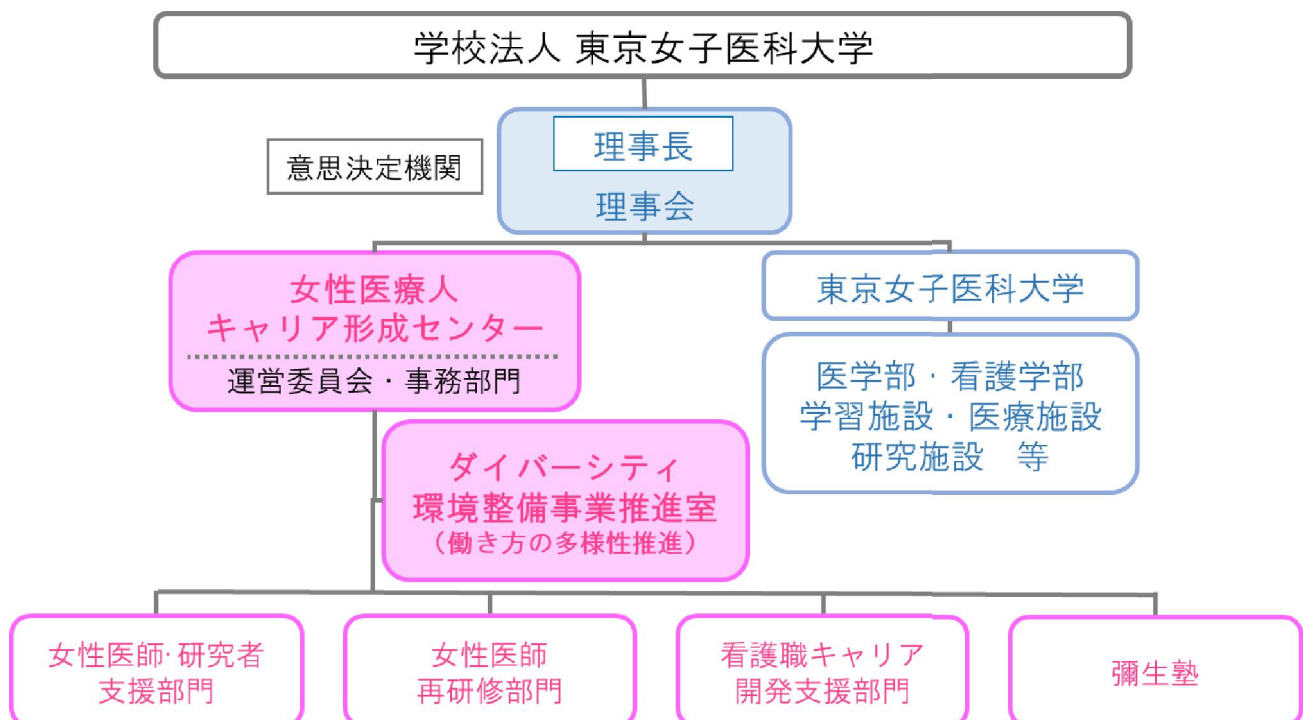 学校法人 東京女子医科大学
理事長
意思決定機関
理事会
女性医療人
キャリア形成センター
運営委員会・事務部門
東京女子医科大学
医学部・看護学部
学習施設・医療施設
研究施設　等
ダイバーシティ
環境整備事業推進室
（働き方の多様性推進）
女性医師・研究者
支援部門
女性医師
再研修部門
看護職キャリア
開発支援部門
彌生塾